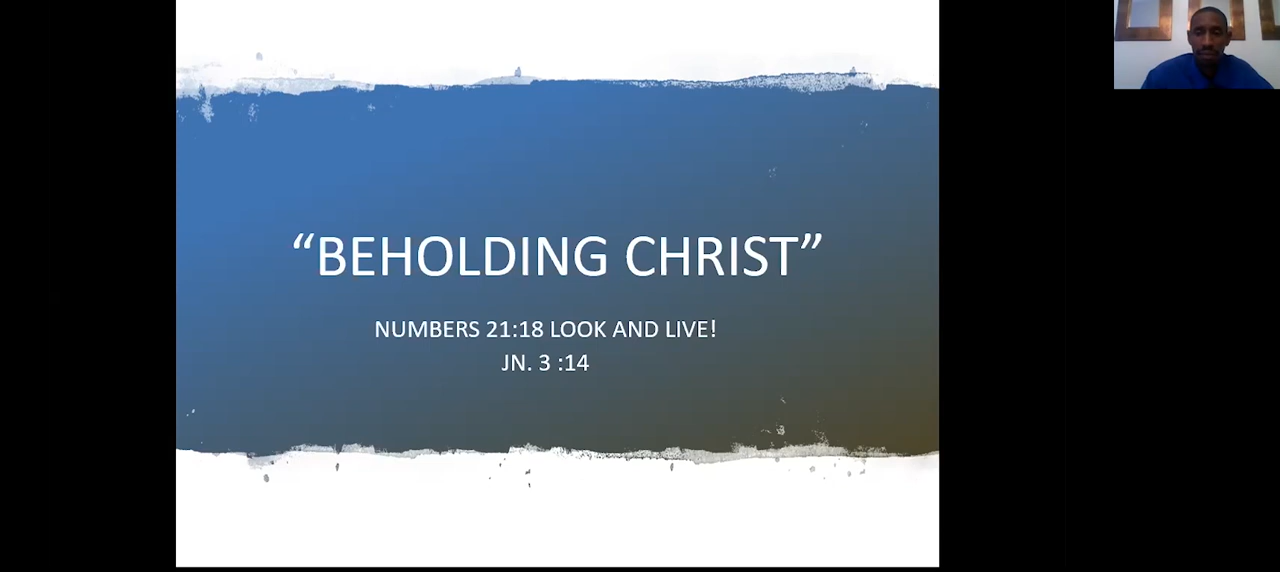 “BEHOLDING CHRIST”
NUMBERS 21:18 LOOK AND LIVE!
JN. 3 :14